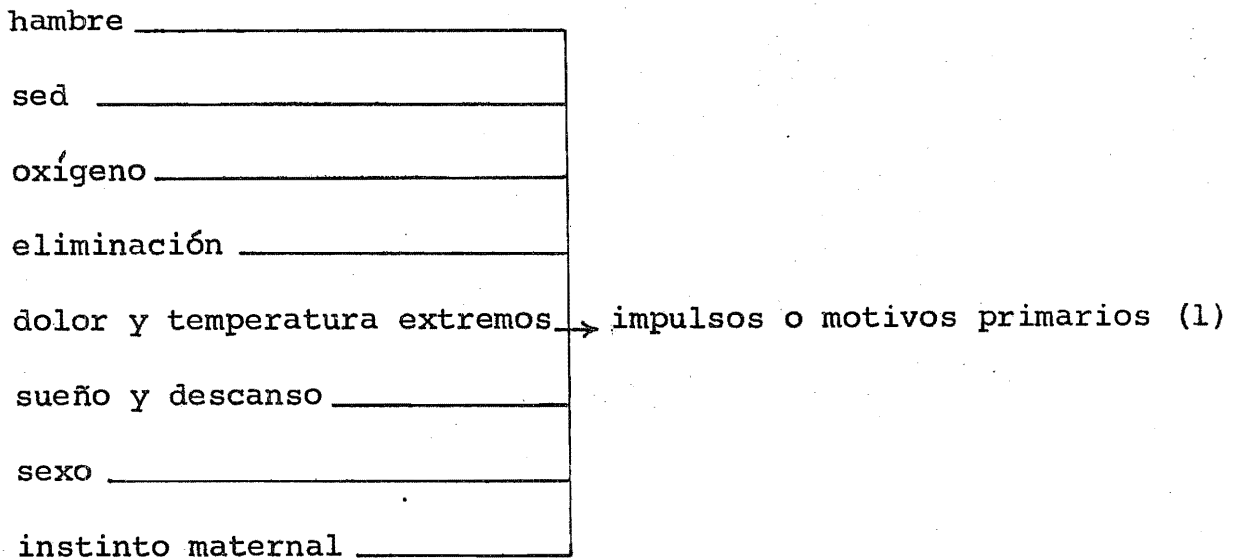 hambre
sed
oxígeno
eliminación
dolor y temperatura extremos → impulsos o motivos primarios (1)
sueño y descanso
sexo
instinto maternal